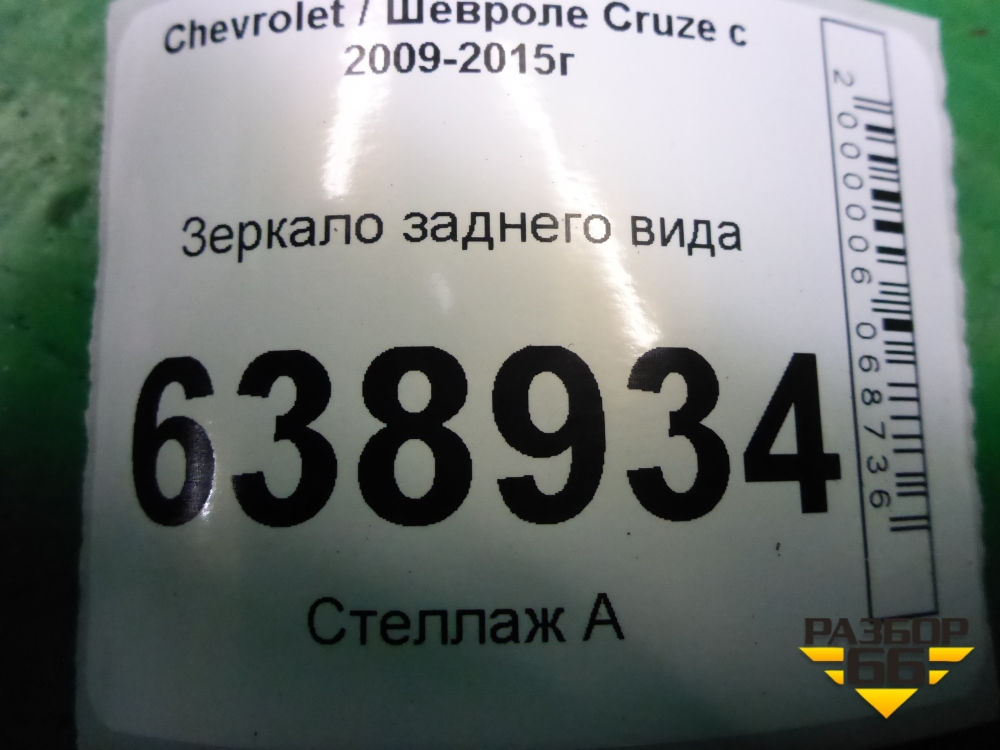 Chevrolet / Шевроле Cruze с
2009-2015г
Зеркало заднего вида
638934
Стеллаж А
2000006068736
РАЗБОР
66